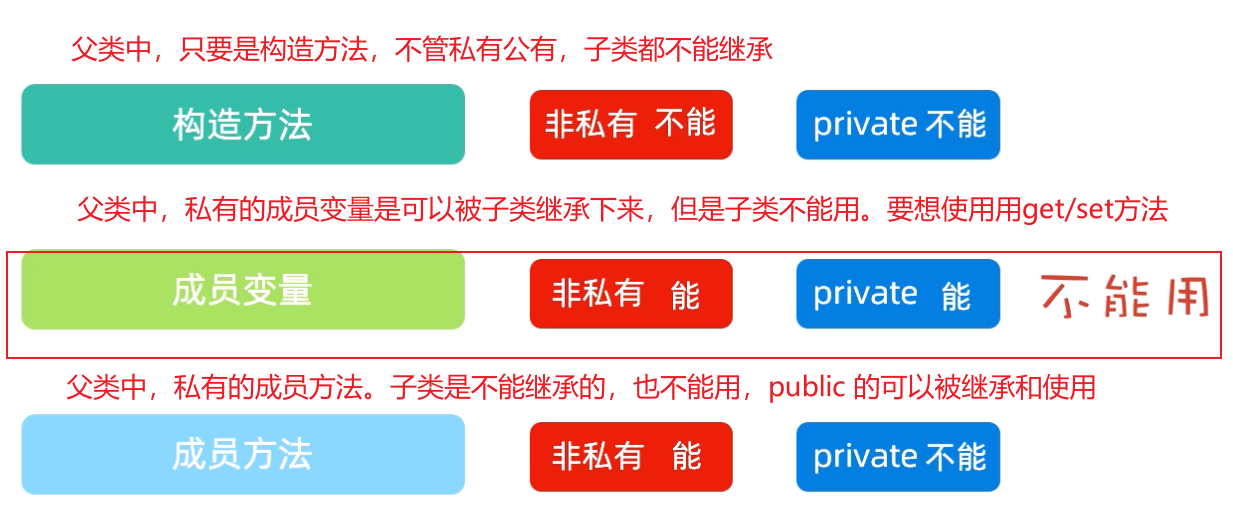 父类中，只要是构造方法，不管私有公有，子类都不能继承
构造方法 非私有 不能 private 不能
父类中，私有的成员变量是可以被子类继承下来，但是子类不能用。要想使用用get/set方法
成员变量 非私有 能 private 能 不能用
父类中，私有的成员方法。子类是不能继承的，也不能用，public 的可以被继承和使用
成员方法 非私有 能 private 不能